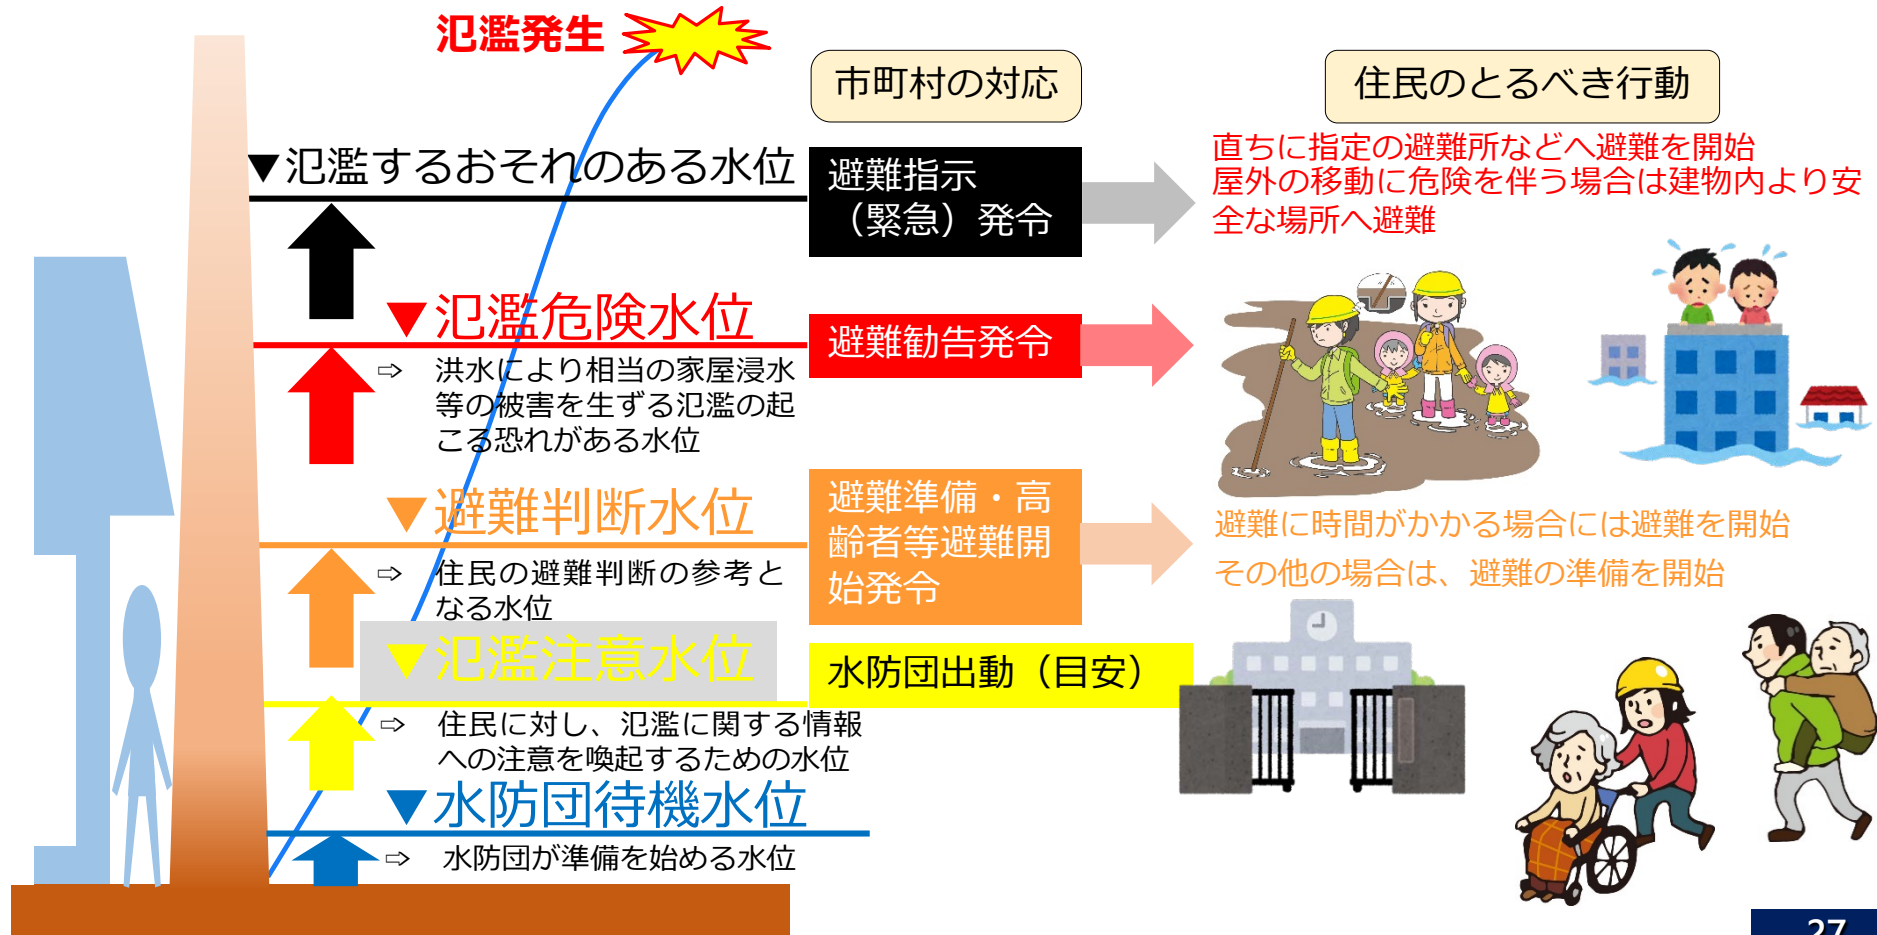 氾濫発生
市町村の対応
住民のとるべき行動
▼氾濫するおそれのある水位
避難指示
（緊急）発令
直ちに指定の避難所などへ避難を開始
屋外の移動に危険を伴う場合は建物内より安
全な場所へ避難
▼氾濫危険水位
避難勧告発令
⇨ 洪水により相当の家屋浸水
等の被害を生ずる氾濫の起
こる恐れがある水位
▼避難判断水位
避難準備・高
齢者等避難開
始発令
避難に時間がかかる場合には避難を開始
その他の場合は、避難の準備を開始
⇨ 住民の避難判断の参考と
なる水位
▼氾濫注意水位
水防団出動（目安）
⇨ 住民に対し、氾濫に関する情報
への注意を喚起するための水位
▼水防団待機水位
⇨ 水防団が準備を始める水位
27